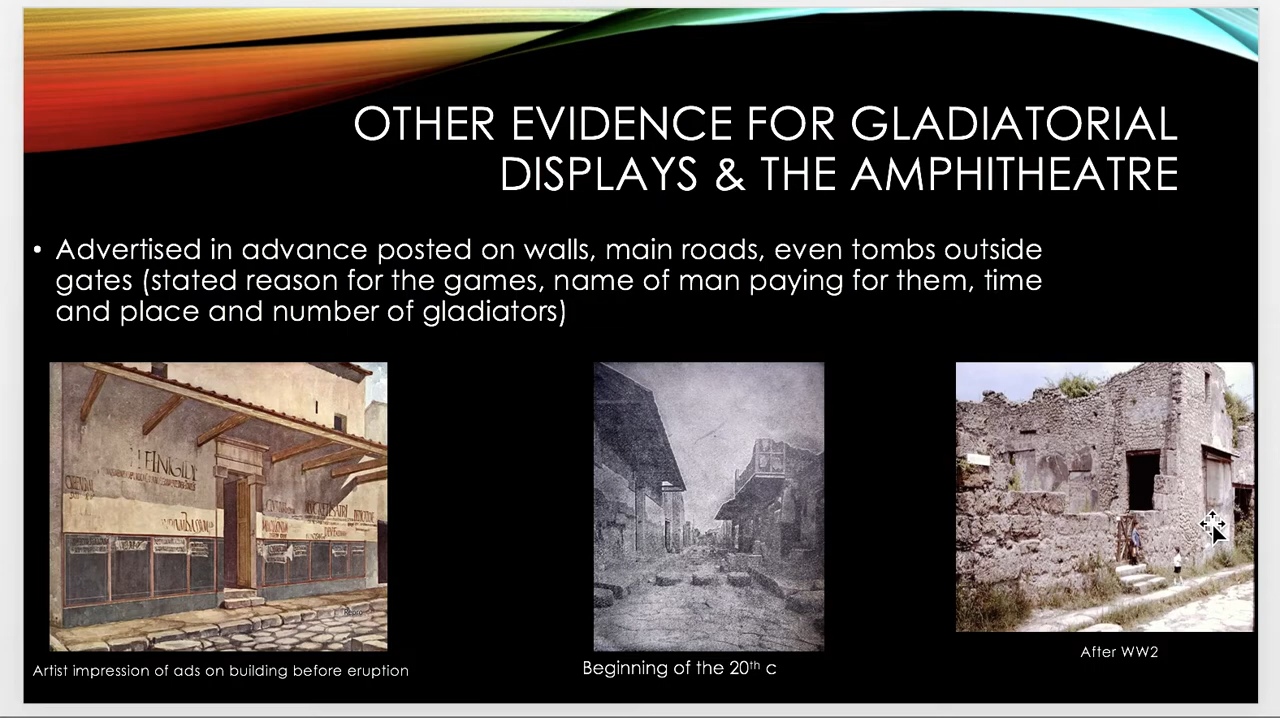 OTHER EVIDENCE FOR GLADIATORIAL
DISPLAYS & THE AMPHITHEATRE
• Advertised in advance posted on walls, main roads, even tombs outside
gates (stated reason for the games, name of man paying for them, time
and place and number of gladiators)
Artist impression of ads on building before eruption
Beginning of the 20th c
After WW2